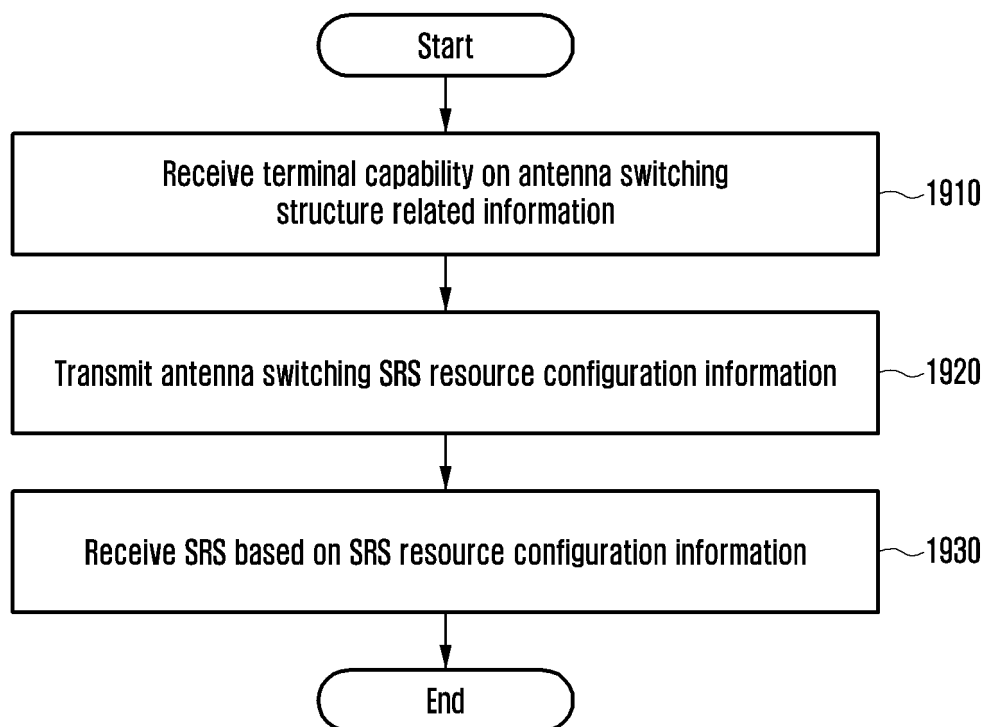 Start
Receive terminal capability on antenna switching
structure related information
1910
Transmit antenna switching SRS resource configuration information
1920
Receive SRS based on SRS resource configuration information
1930
End